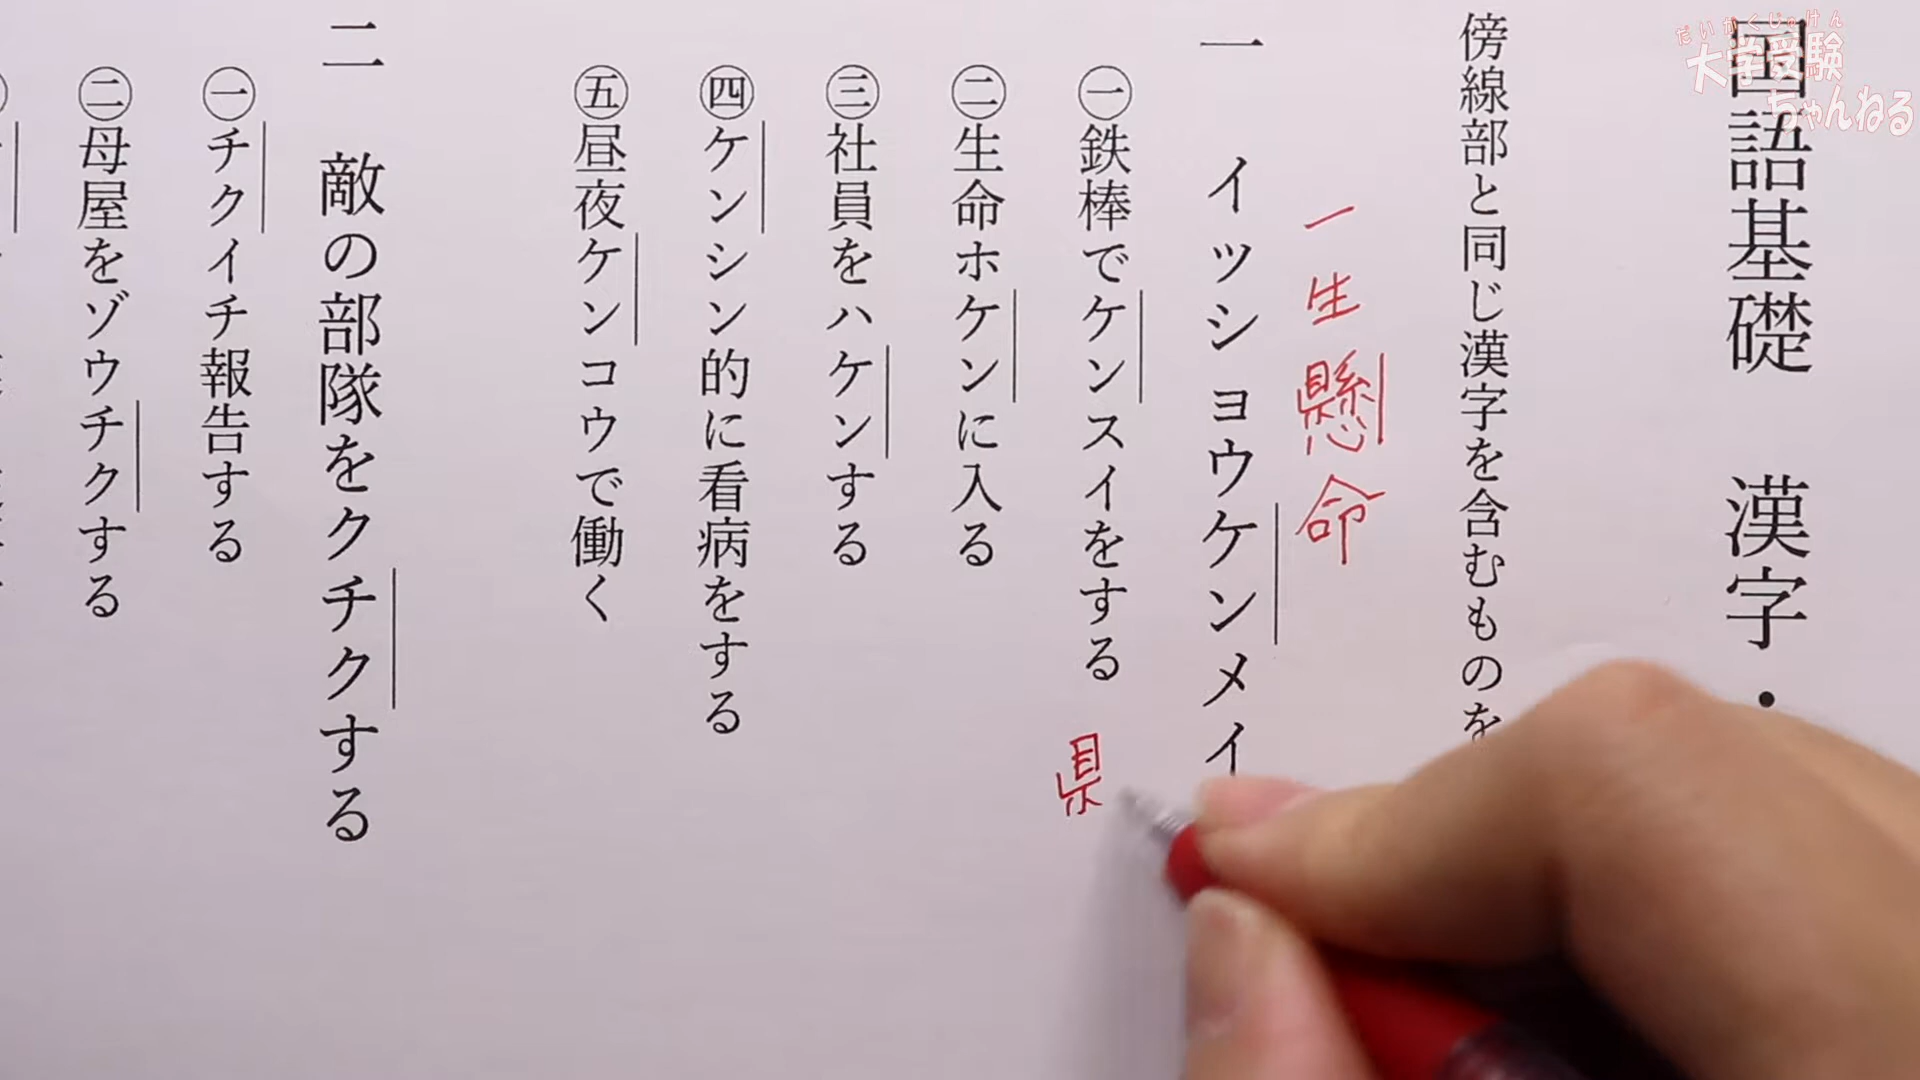 だいがくじゅけん
大学受験
ちゃんねる
国語基礎 漢字・
傍線部と同じ漢字を含むものを
一生懸命
一 イッショウケンメイ
㊀鉄棒でケンスイをする
県
㊁生命ホケンに入る
㊂社員をハケンする
㊃ケンシン的に看病をする
㊄昼夜ケンコウで働く
二 敵の部隊をクチクする
㊀チクイチ報告する
㊁母屋をゾウチクする